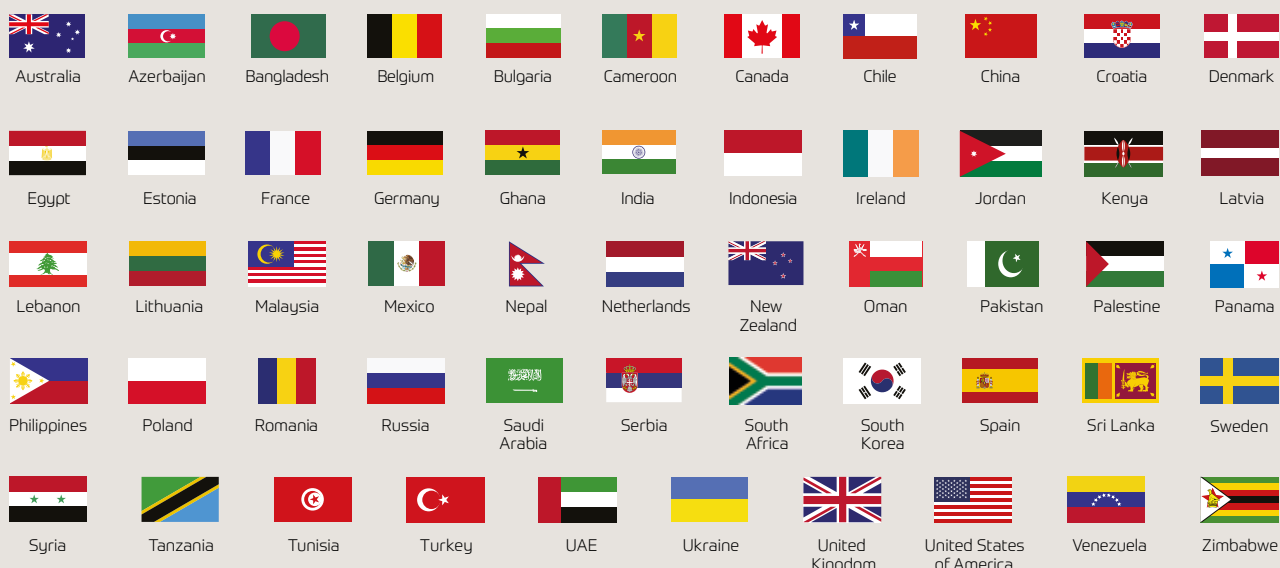 Australia
Azerbaijan
Bangladesh
Belgium
Bulgaria
Cameroon
Canada
Chile
China
Croatia
Denmark
Egypt
Estonia
France
Germany
Ghana
India
Indonesia
Ireland
Jordan
Kenya
Latvia
Lebanon
Lithuania
Malaysia
Mexico
Nepal
Netherlands
New
Zealand
Oman
Pakistan
Palestine
Panama
Philippines
Poland
Romania
Russia
Saudi
Arabia
Serbia
South
Africa
South
Korea
Spain
Sri Lanka
Sweden
Syria
Tanzania
Tunisia
Turkey
UAE
Ukraine
United
Kingdom
United States
of America
Venezuela
Zimbabwe